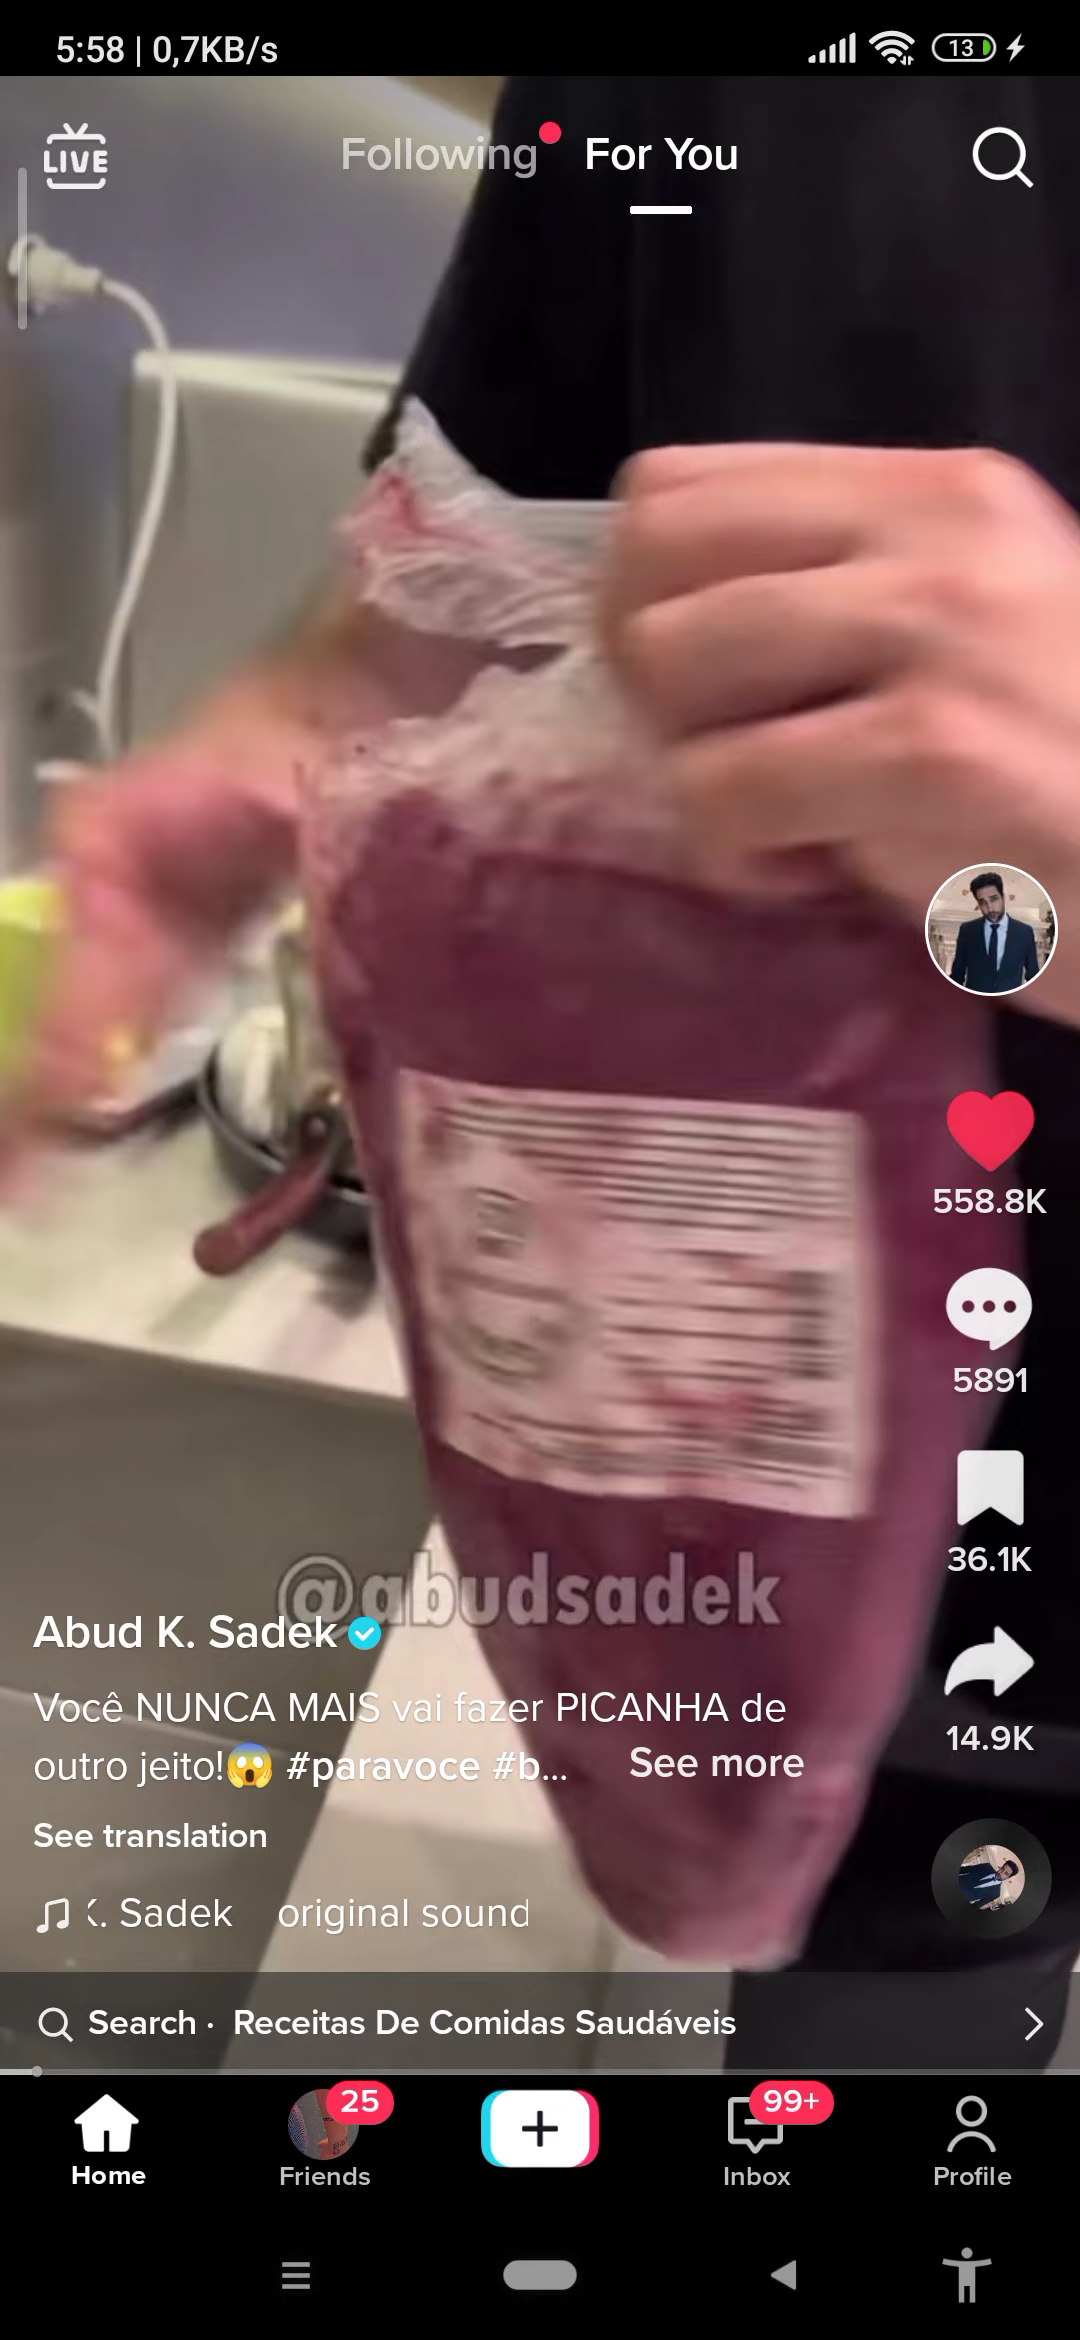 5:58 | 0,7KB/s
13
LIVE
Following
For You
558.8K
5891
36.1K
14.9K
@abudsadek
Abud K. Sadek
Você NUNCA MAIS vai fazer PICANHA de
outro jeito!😱 #paravoce #b... See more
See translation
K. Sadek original sound
Search · Receitas De Comidas Saudáveis
25
99+
Home
Friends
Inbox
Profile